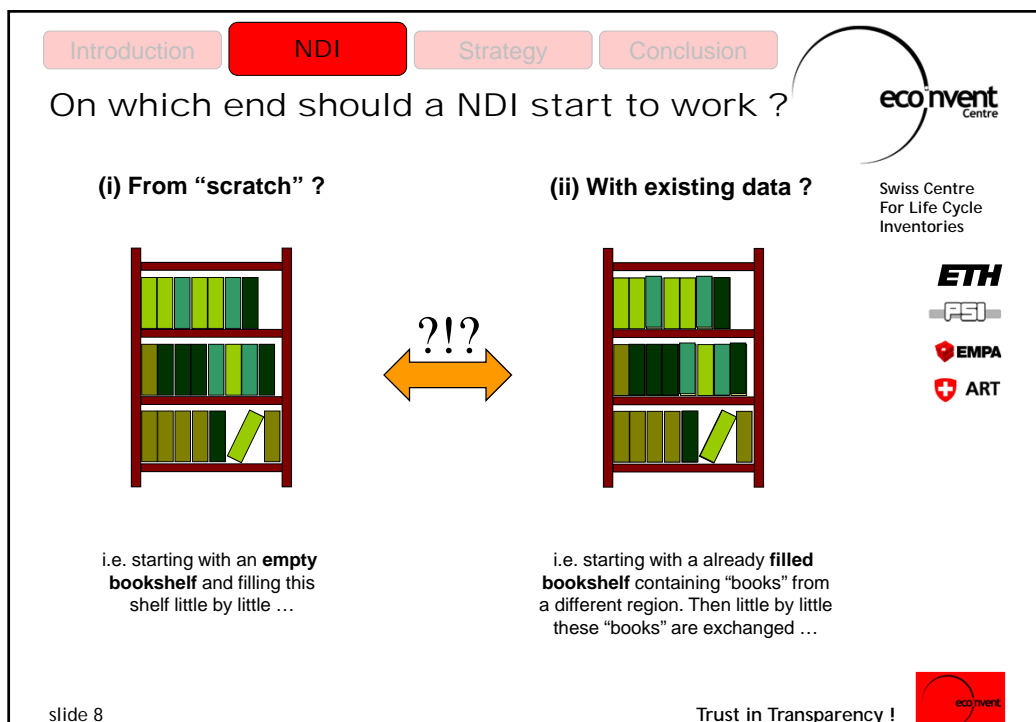 Introduction NDI Strategy Conclusion
On which end should a NDI start to work ?
ecoinvent
Centre
Swiss Centre
For Life Cycle
Inventories
ETH
PSI
EMPA
ART
(i) From “scratch” ?
(ii) With existing data ?
?!?
i.e. starting with an empty
bookshelf and filling this
shelf little by little …
i.e. starting with a already filled
bookshelf containing “books” from
a different region. Then little by little
these “books” are exchanged …
slide 8
Trust in Transparency !
ecoinvent